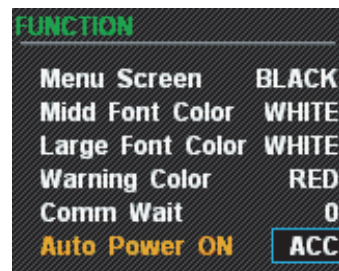 FUNCTION
Menu Screen BLACK
Midd Font Color WHITE
Large Font Color WHITE
Warning Color RED
Comm Wait 0
Auto Power ON ACC